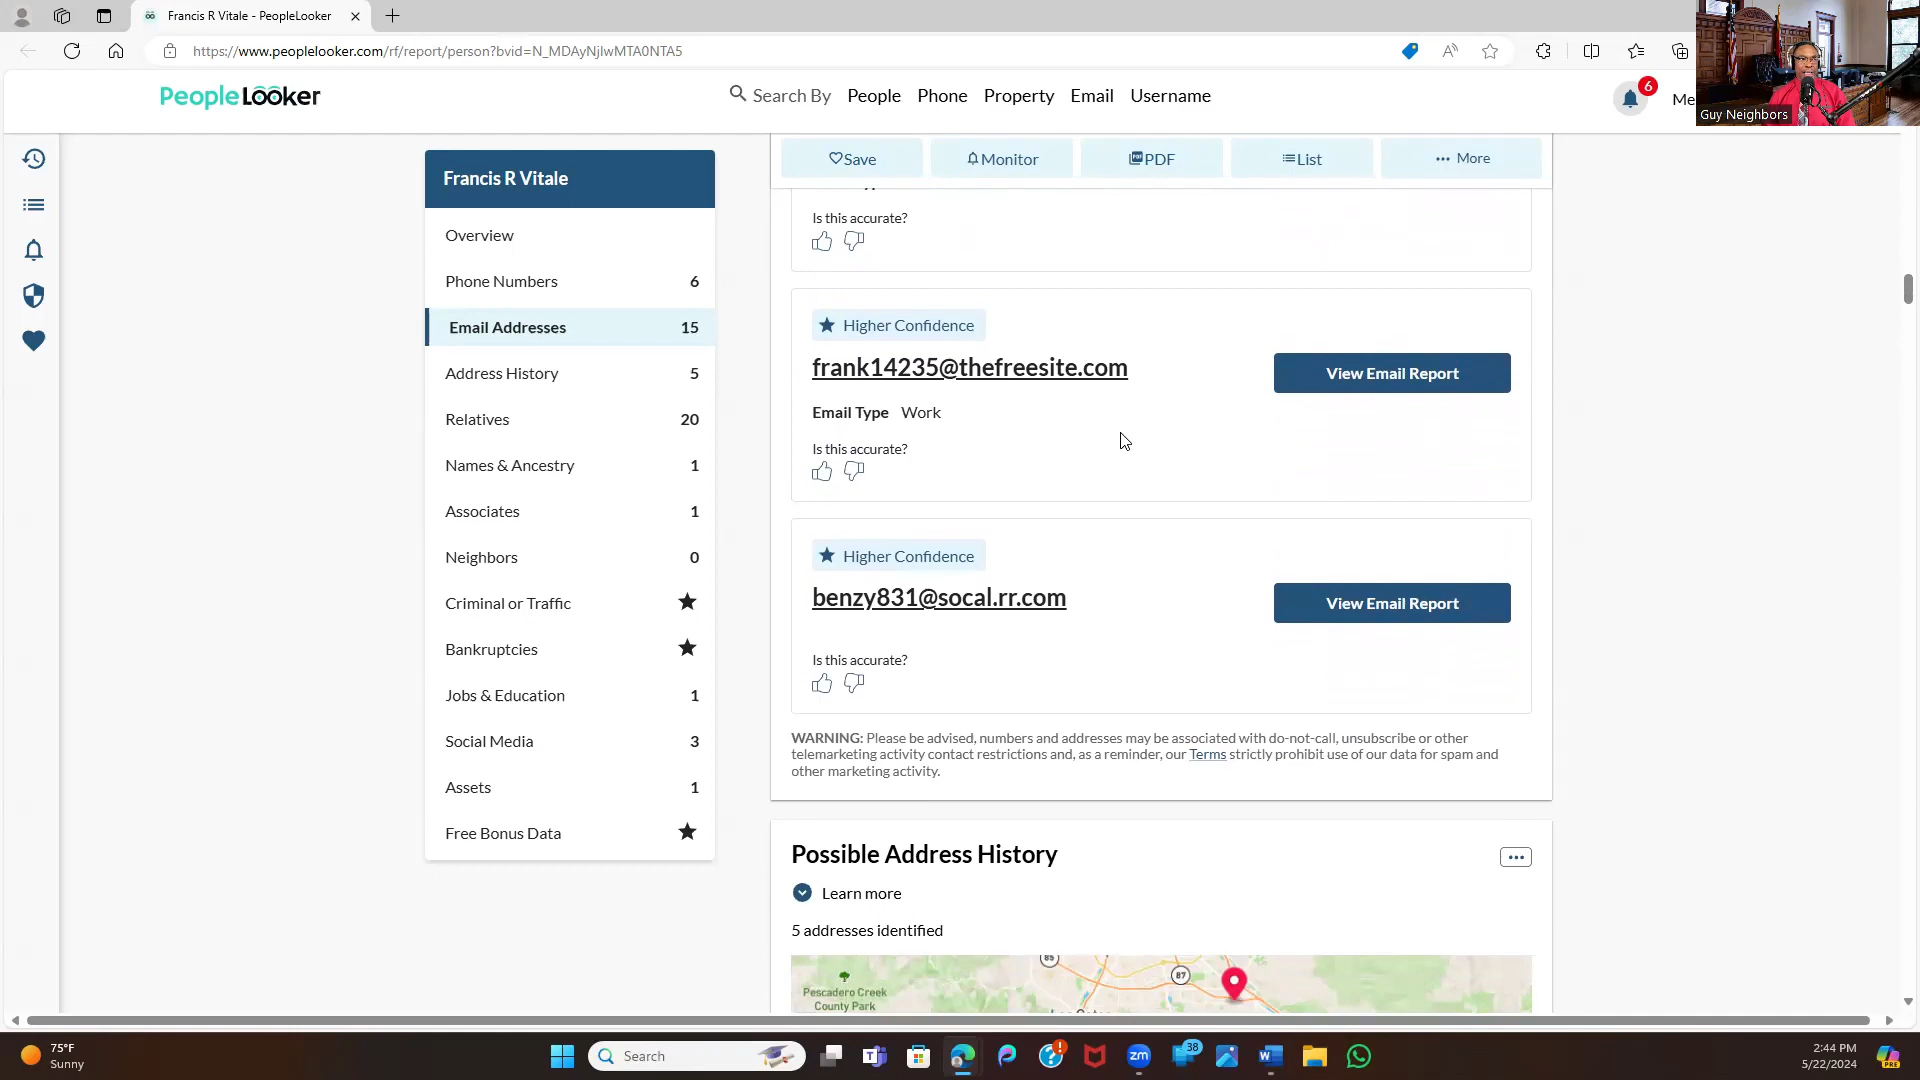 Francis R Vitale - PeopleLooker
https://www.peoplelooker.com/rf/report/person?bvid=N_MDAyNjIwMTA0NTA5
PeopleLooker
Search By People Phone Property Email Username
6
Me
Guy Neighbors
Save Monitor PDF List More
Francis R Vitale
Overview
Phone Numbers 6
Email Addresses 15
Address History 5
Relatives 20
Names & Ancestry 1
Associates 1
Neighbors 0
Criminal or Traffic
Bankruptcies
Jobs & Education 1
Social Media 3
Assets 1
Free Bonus Data
Is this accurate?
Higher Confidence
frank14235@thefreesite.com
View Email Report
Email Type Work
Is this accurate?
Higher Confidence
benzy831@socal.rr.com
View Email Report
Is this accurate?
WARNING: Please be advised, numbers and addresses may be associated with do-not-call, unsubscribe or other
telemarketing activity contact restrictions and, as a reminder, our Terms strictly prohibit use of our data for spam and
other marketing activity.
Possible Address History
Learn more
5 addresses identified
Pescadero Creek
County Park
85
87
75°F
Sunny
Search
38
2:44 PM
5/22/2024